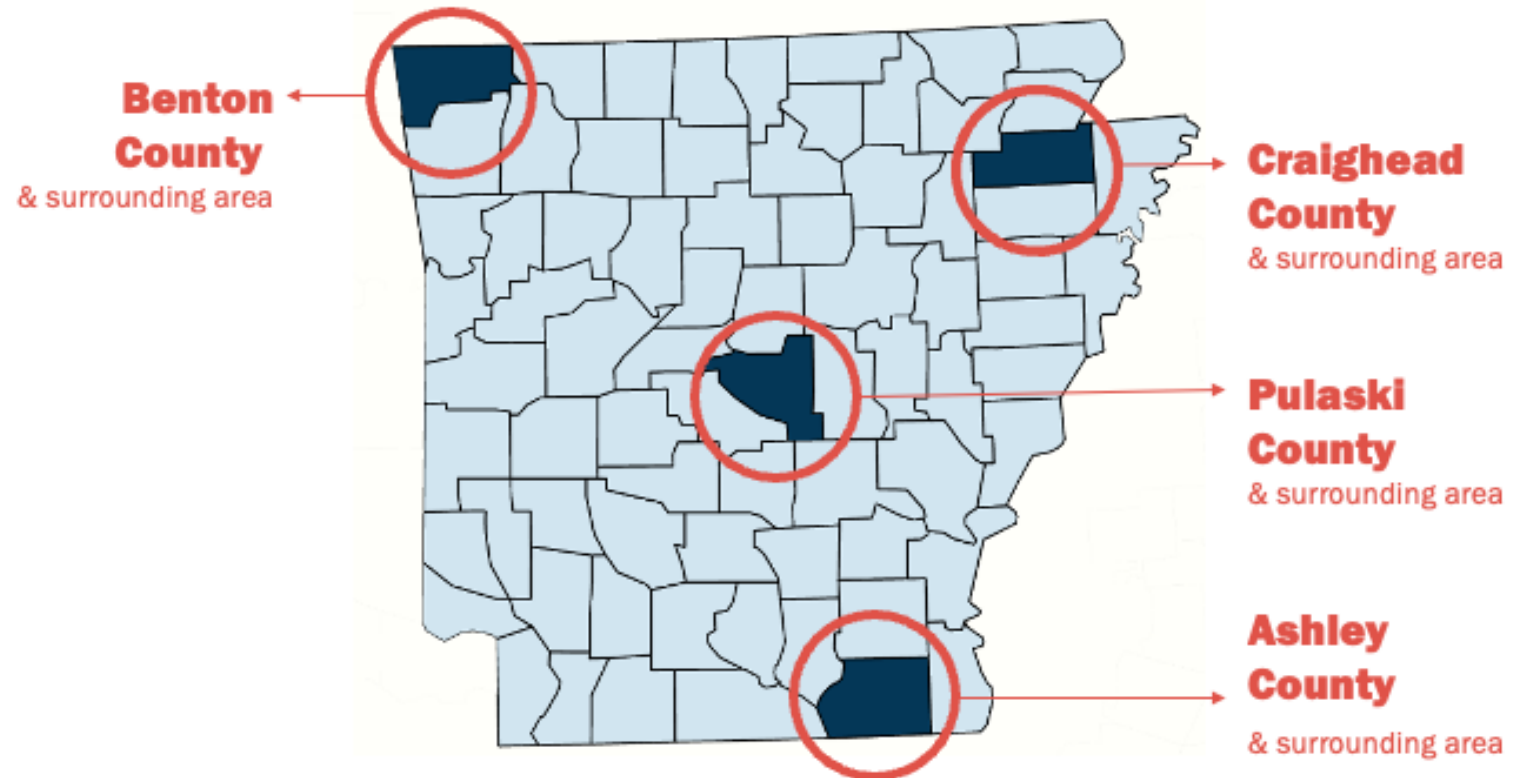 Benton
County
& surrounding area
Craighead
County
& surrounding area
Pulaski
County
& surrounding area
Ashley
County
& surrounding area